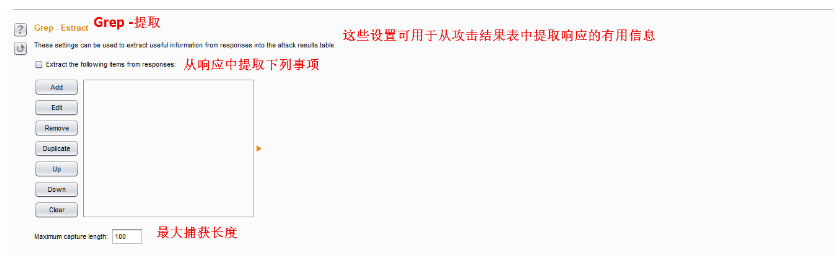 Grep - Extract Grep -提取
These settings can be used to extract useful information from responses into the attack results table. 这些设置可用于从攻击结果表中提取响应的有用信息
Extract the following items from responses: 从响应中提取下列事项
Add
Edit
Remove
Duplicate
Up
Down
Clear
Maximum capture length: 100 最大捕获长度